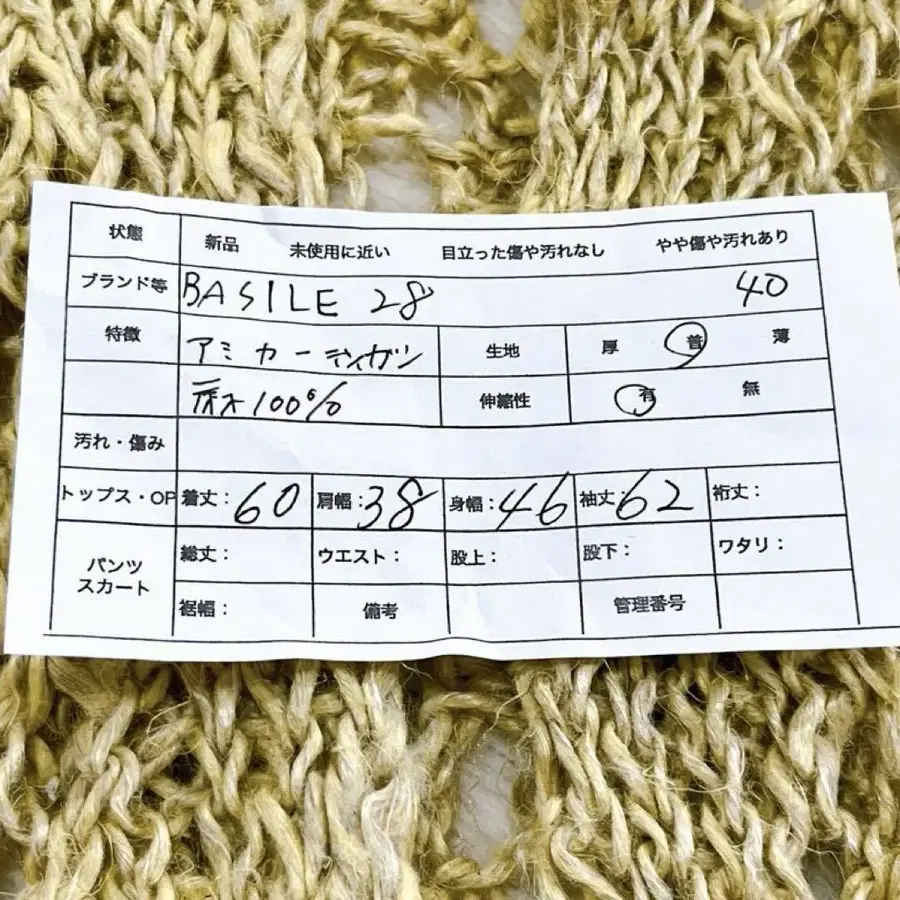 状態 新品 未使用に近い 目立った傷や汚れなし やや傷や汚れあり
ブランド等 BASILE 28 40
特徴 アミ カーディガン 生地 厚 普 薄
麻100% 伸縮性 有 無
汚れ・傷み
トップス・OP 着丈: 60 肩幅: 38 身幅: 46 袖丈 62 裄丈:
パンツ 総丈: ウエスト: 股上: 股下: ワタリ:
スカート
裾幅: 備考 管理番号